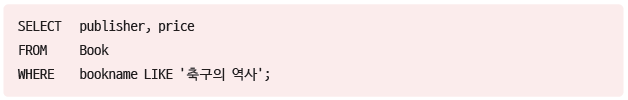 SELECT publisher, price
FROM Book
WHERE bookname LIKE '축구의 역사';